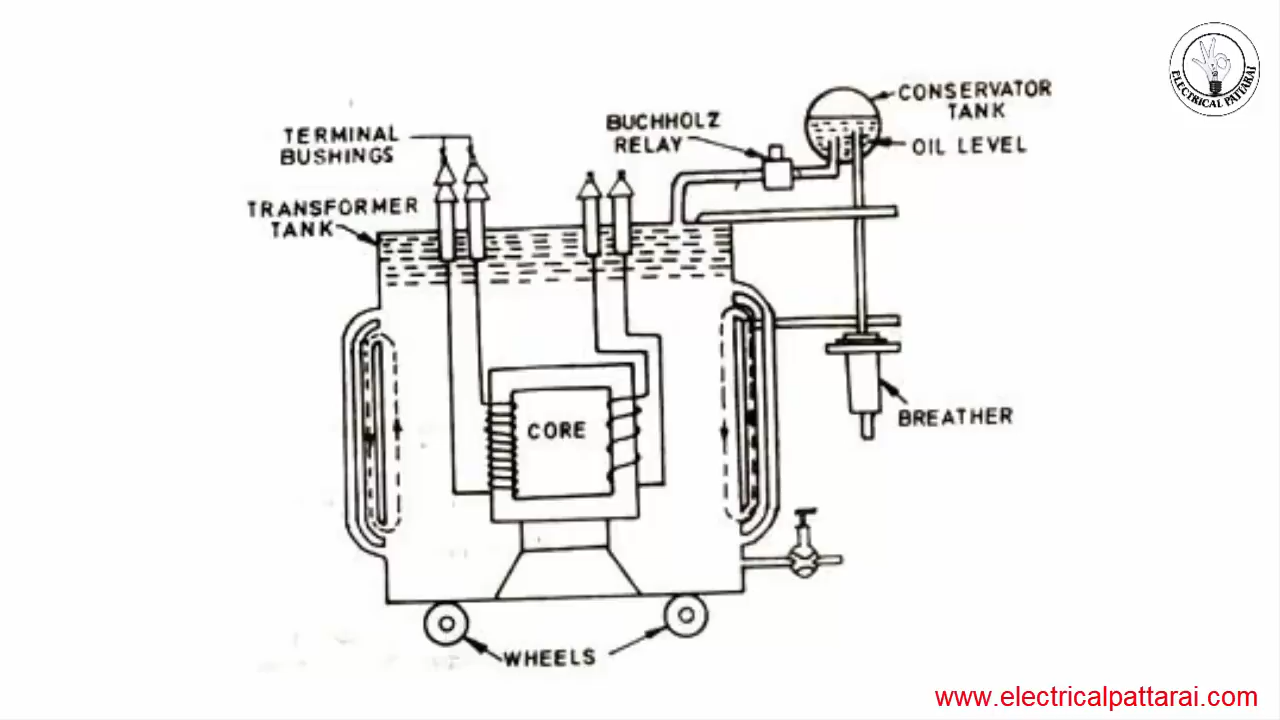 ELECTRICAL PATTARAI
CONSERVATOR
TANK
BUCHHOLZ
RELAY
OIL LEVEL
TERMINAL
BUSHINGS
TRANSFORMER
TANK
CORE
BREATHER
WHEELS
www.electricalpattarai.com